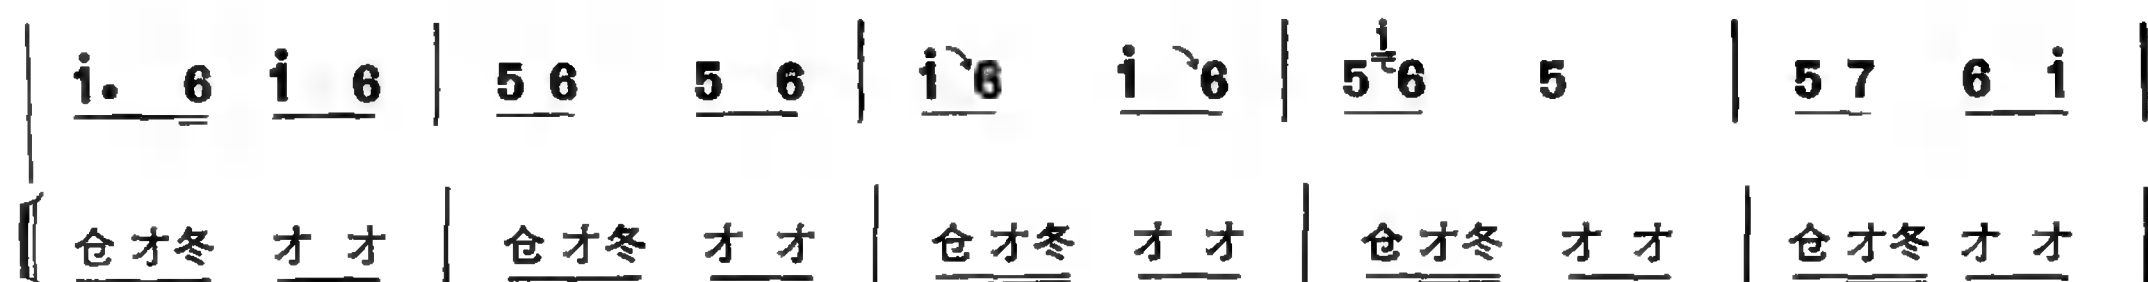 | i. 6 i 6 | 5 6 5 6 | i 6 i 6 | 5 i 6 5 | 5 7 6 i |
仓 才冬 才 才 | 仓 才冬 才 才 | 仓 才冬 才 才 | 仓 才冬 才 才 | 仓 才冬 才 才 |